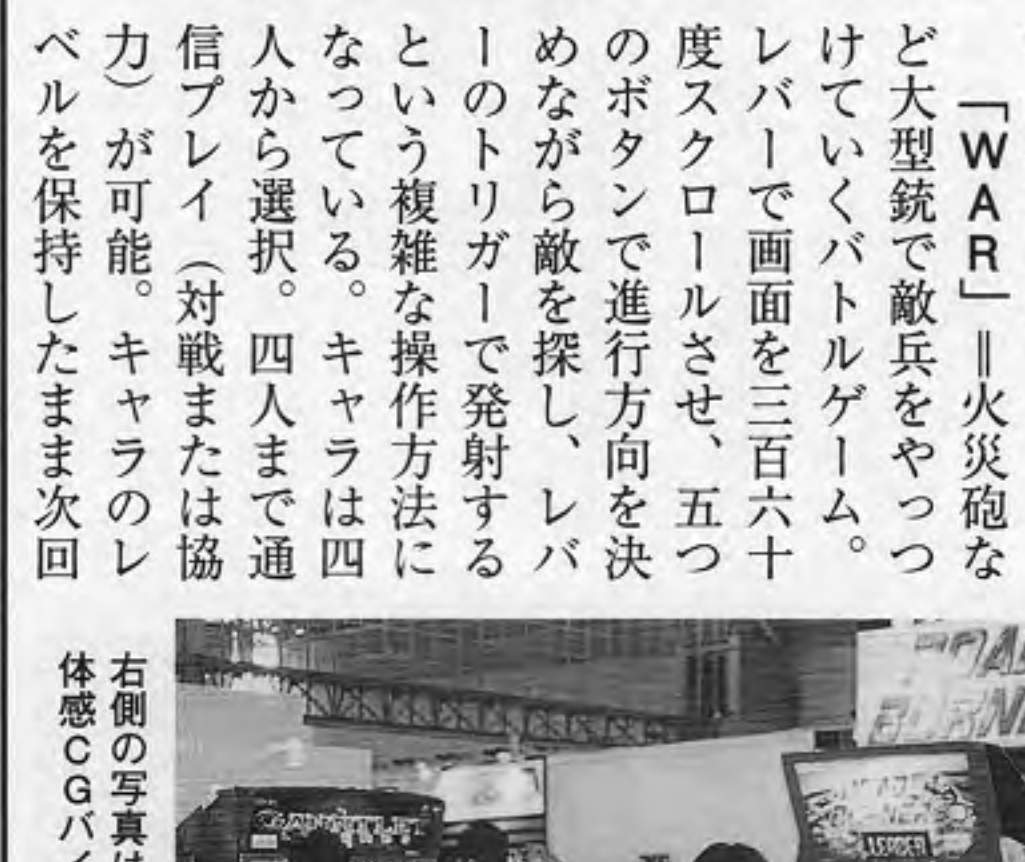 「WAR」＝火災砲な
ど大型銃で敵兵をやっつ
けていくバトルゲーム。
レバーで画面を三百六十
度スクロールさせ、五つ
のボタンで進行方向を決
めながら敵を探し、レバ
ーのトリガーで発射する
という複雑な操作方法に
なっている。キャラは四
人から選択。四人まで通
信プレイ（対戦または協
力）が可能。キャラのレ
ベルを保持したまま次回
右側の写真は
体感CGバイ
ROAD
BURNE